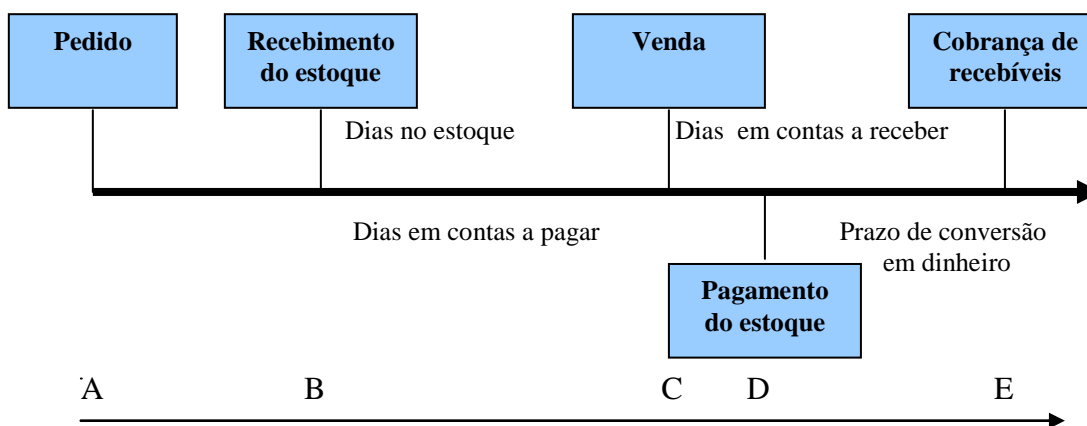 Pedido
Recebimento
do estoque
Venda
Cobrança de
recebíveis
Dias no estoque
Dias em contas a receber
Dias em contas a pagar
Prazo de conversão
em dinheiro
Pagamento
do estoque
A B C D E